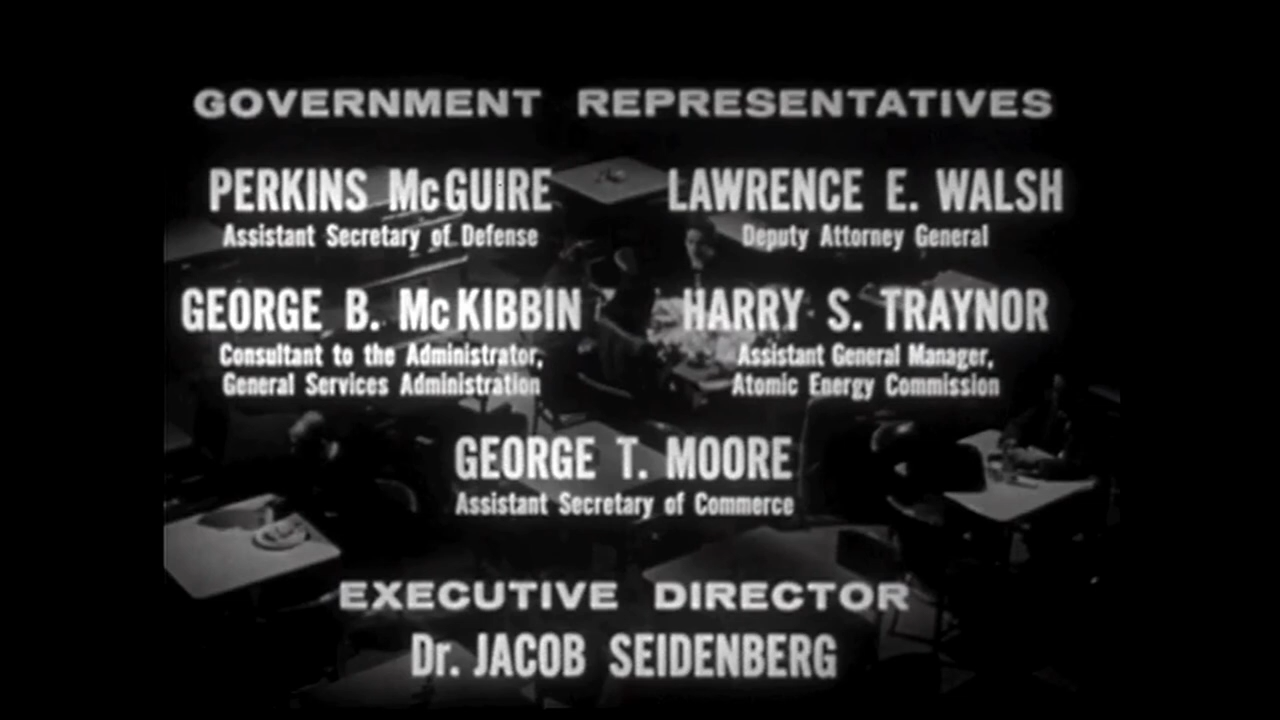 GOVERNMENT REPRESENTATIVES
PERKINS McGUIRE
Assistant Secretary of Defense
LAWRENCE E. WALSH
Deputy Attorney General
GEORGE B. McKIBBIN
Consultant to the Administrator,
General Services Administration
HARRY S. TRAYNOR
Assistant General Manager,
Atomic Energy Commission
GEORGE T. MOORE
Assistant Secretary of Commerce
EXECUTIVE DIRECTOR
Dr. JACOB SEIDENBERG